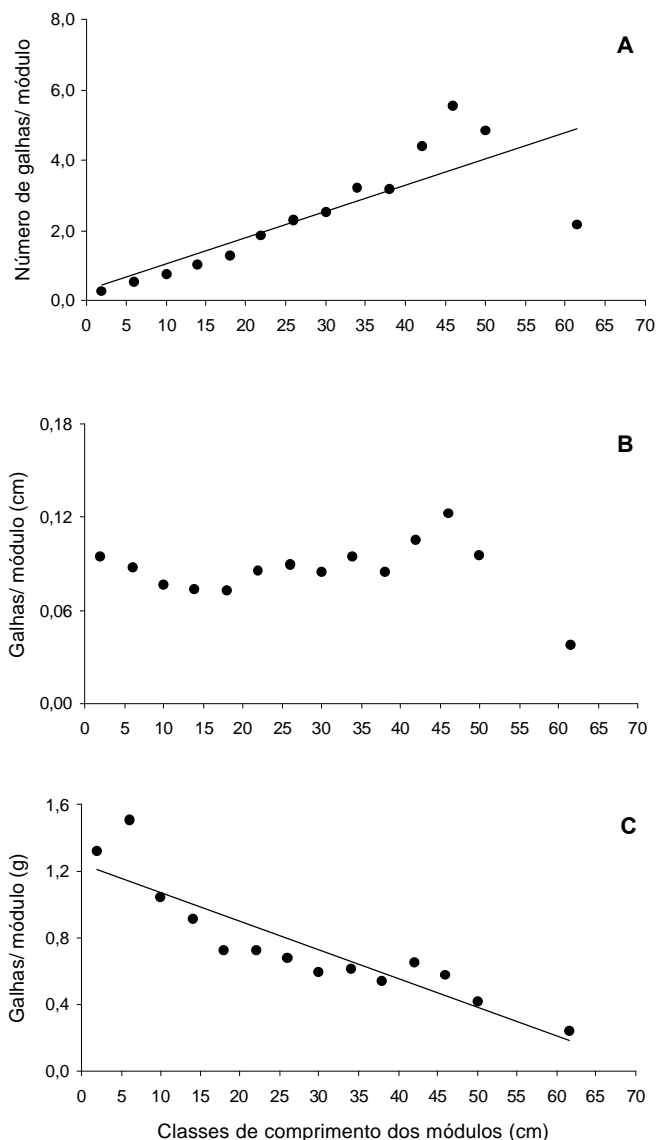 A
Número de galhas/ módulo
8,0
6,0
4,0
2,0
0,0
0 5 10 15 20 25 30 35 40 45 50 55 60 65 70
B
Galhas/ módulo (cm)
0,18
0,12
0,06
0,00
0 5 10 15 20 25 30 35 40 45 50 55 60 65 70
C
Galhas/ módulo (g)
1,6
1,2
0,8
0,4
0,0
0 5 10 15 20 25 30 35 40 45 50 55 60 65 70
Classes de comprimento dos módulos (cm)